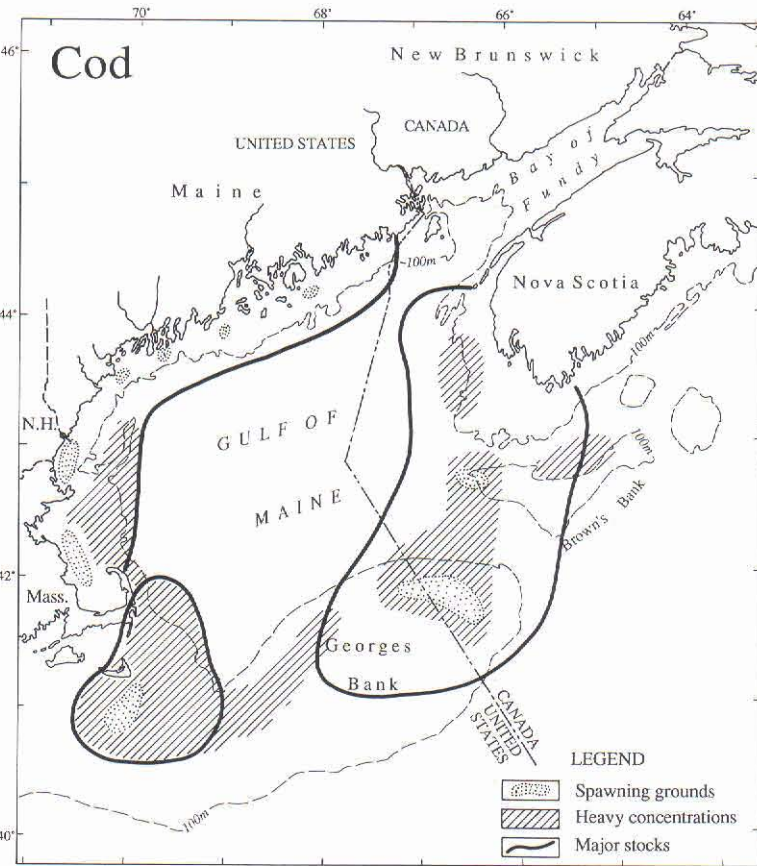 70°
68°
66°
64°
46°
Cod
New Brunswick
CANADA
UNITED STATES
Bay of
Fundy
Maine
100m
Nova Scotia
44°
100m
N.H.
GULF OF
100m
MAINE
Brown's Bank
42°
Mass.
Georges
Bank
CANADA
UNITED
STATES
LEGEND
Spawning grounds
Heavy concentrations
Major stocks
100m
40°